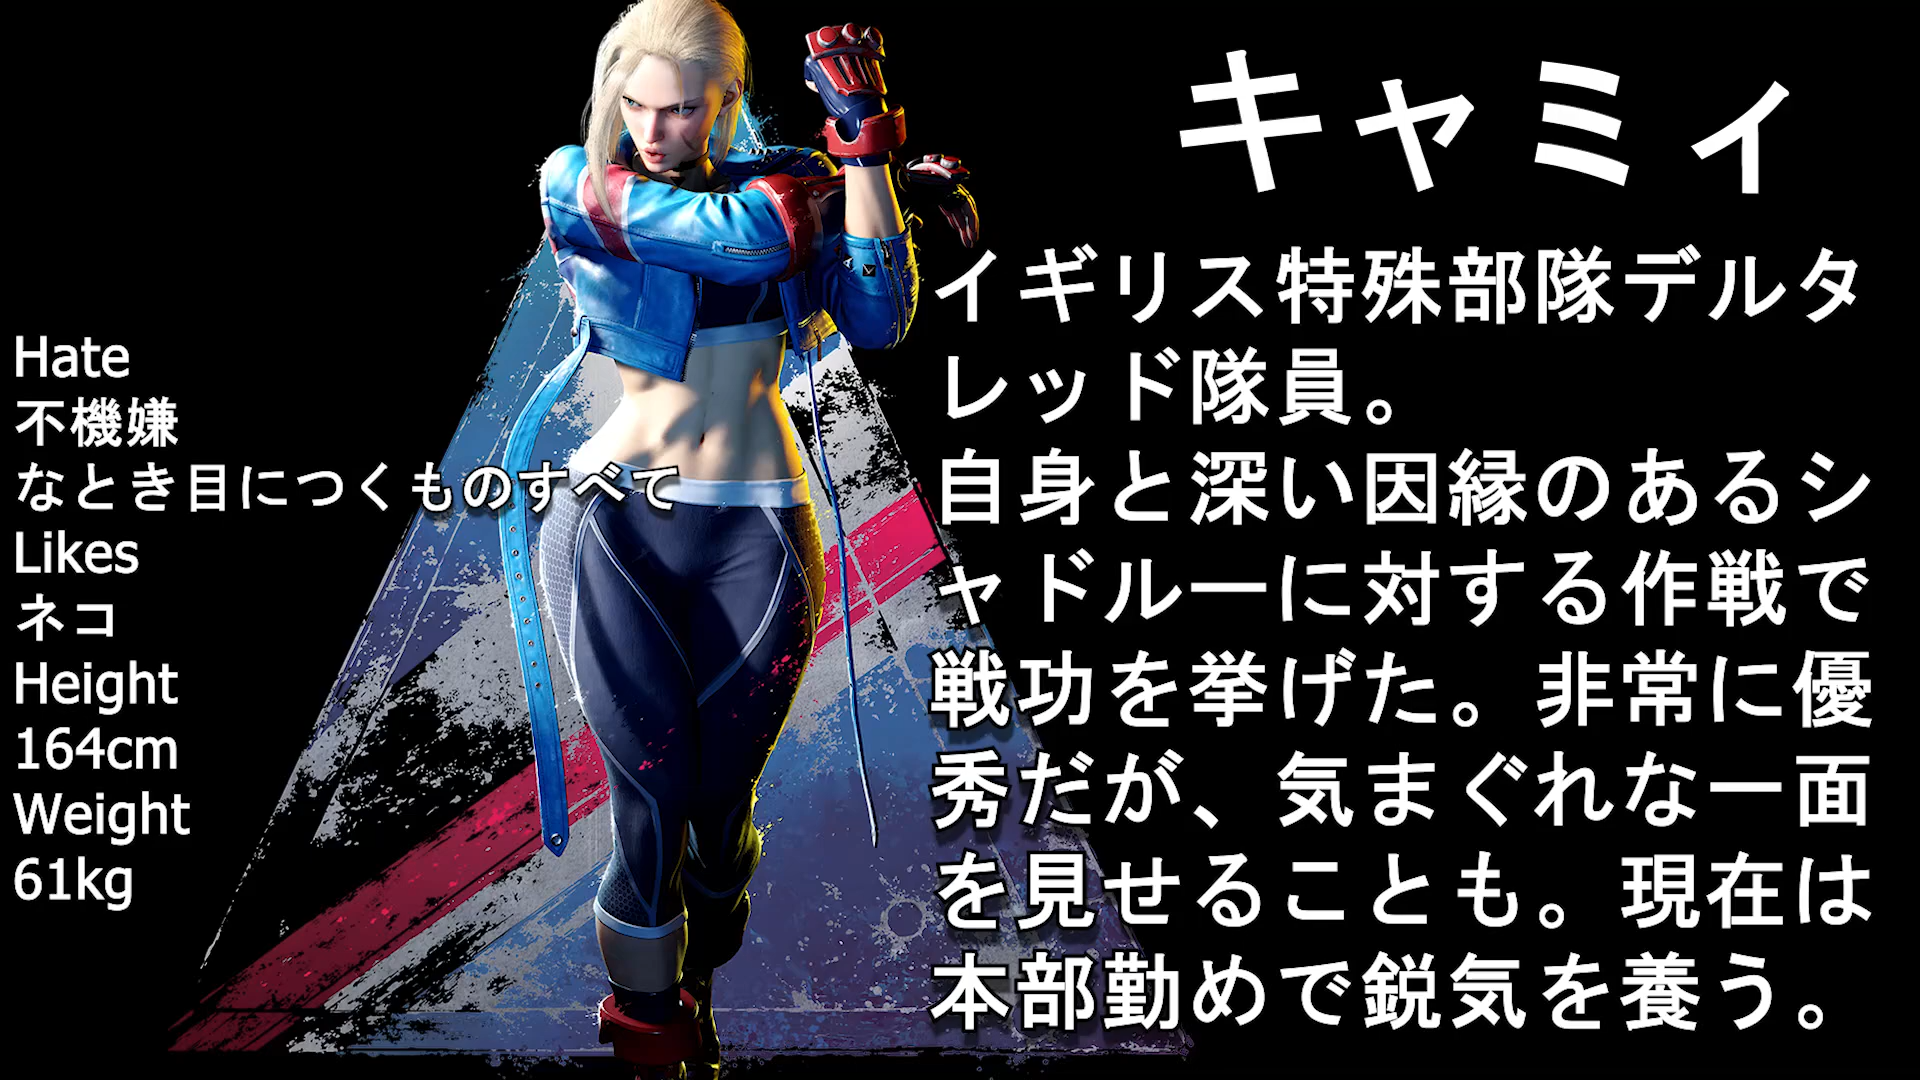 キャミィ
イギリス特殊部隊デルタ
レッド隊員。
自身と深い因縁のあるシ
ャドルーに対する作戦で
戦功を挙げた。非常に優
秀だが、気まぐれな一面
を見せることも。現在は
本部勤めで鋭気を養う。
Hate
不機嫌
なとき目につくものすべて
Likes
ネコ
Height
164cm
Weight
61kg